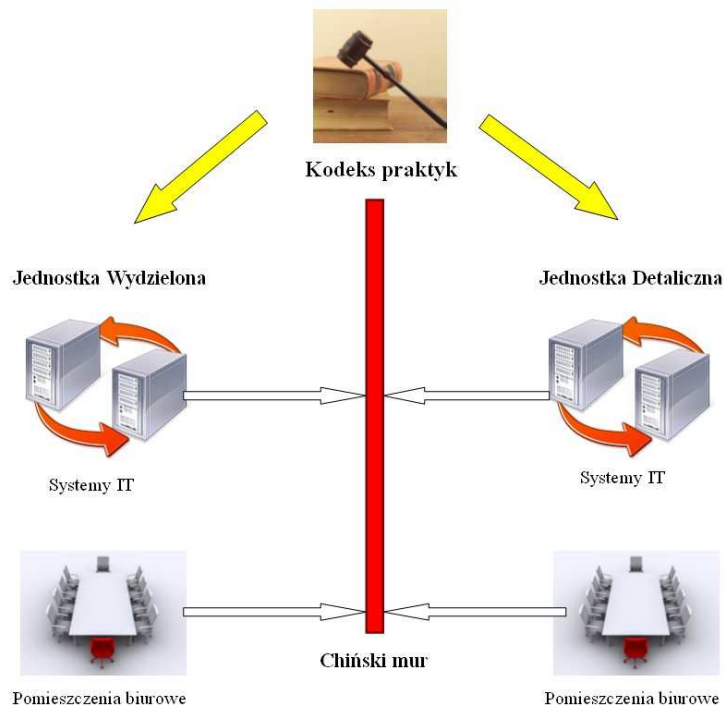 Kodeks praktyk
Jednostka Wydzielona
Jednostka Detaliczna
Systemy IT
Systemy IT
Chiński mur
Pomieszczenia biurowe
Pomieszczenia biurowe